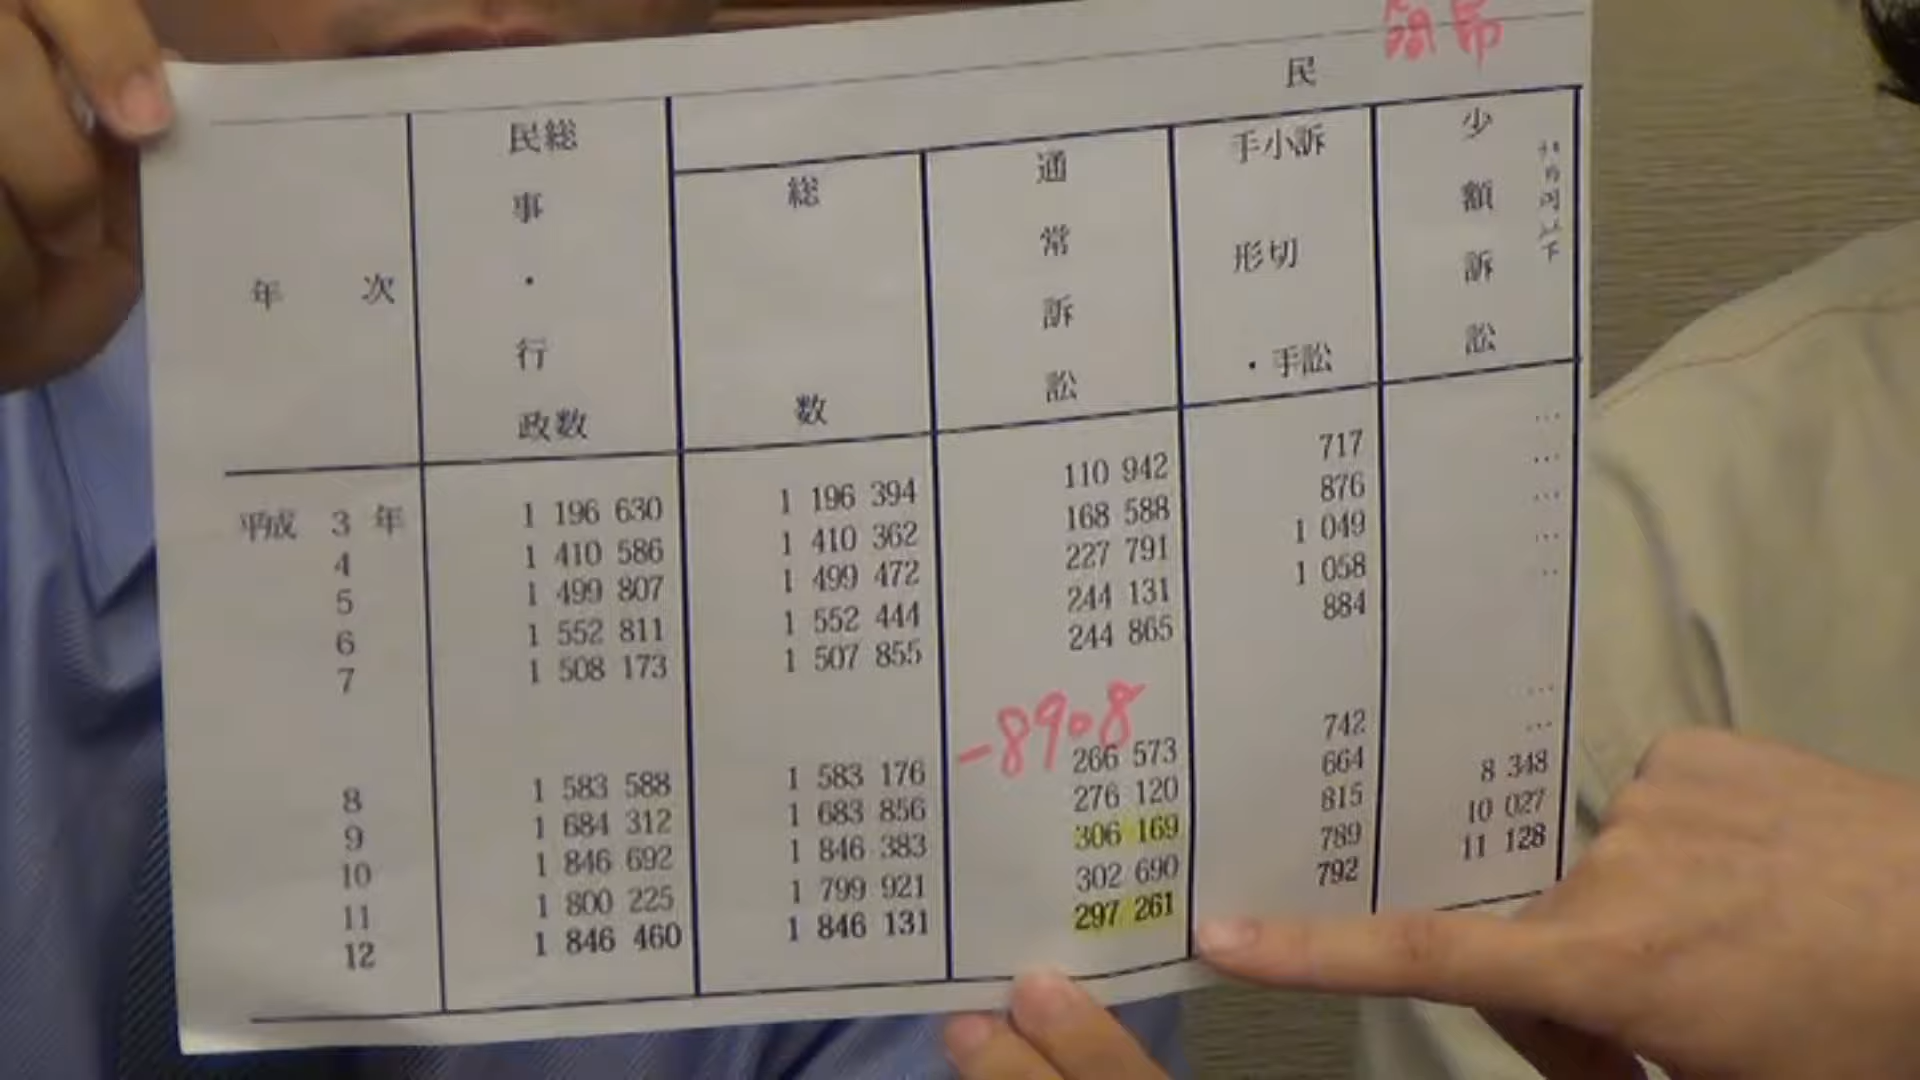 簡易
民
年次
民事・行政総数
総数
通常訴訟
手形・小切手訴訟
少額訴訟
平成 3 年 1 196 630 1 196 394 110 942 717 ...
4 1 410 586 1 410 362 168 588 876 ...
5 1 499 807 1 499 472 227 791 1 049 ...
6 1 552 811 1 552 444 244 131 1 058 ...
7 1 508 173 1 507 855 244 865 884 ...
-8908
8 1 583 588 1 583 176 266 573 742 ...
9 1 684 312 1 683 856 276 120 664 ...
10 1 846 692 1 846 383 306 169 815 8 348
11 1 800 225 1 799 921 302 690 789 10 027
12 1 846 460 1 846 131 297 261 792 11 128